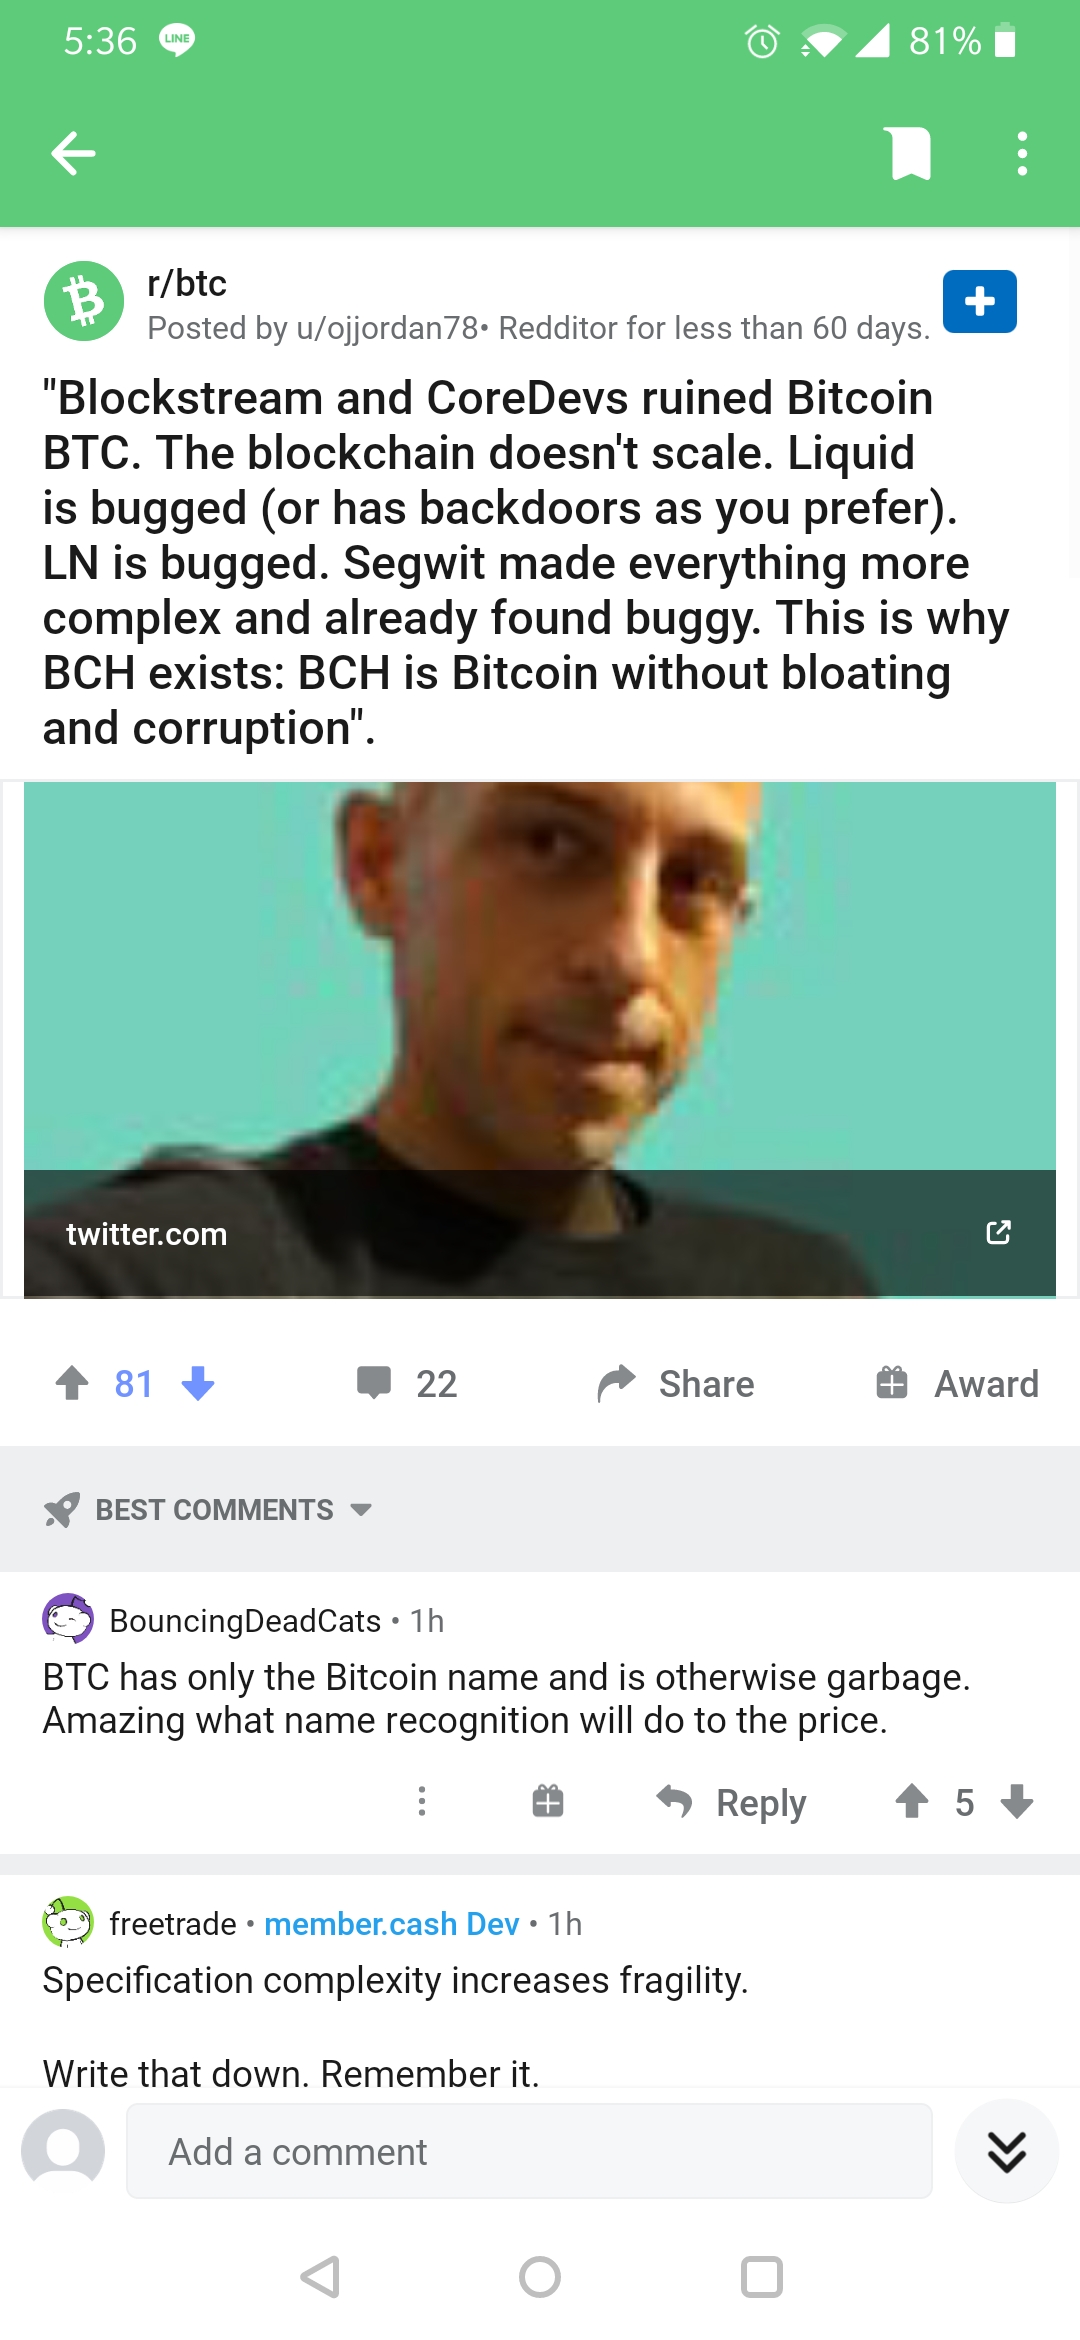 5:36 LINE 81%
r/btc
Posted by u/ojjordan78• Redditor for less than 60 days.
"Blockstream and CoreDevs ruined Bitcoin
BTC. The blockchain doesn't scale. Liquid
is bugged (or has backdoors as you prefer).
LN is bugged. Segwit made everything more
complex and already found buggy. This is why
BCH exists: BCH is Bitcoin without bloating
and corruption".
twitter.com
81 22 Share Award
BEST COMMENTS
BouncingDeadCats • 1h
BTC has only the Bitcoin name and is otherwise garbage.
Amazing what name recognition will do to the price.
Reply 5
freetrade • member.cash Dev • 1h
Specification complexity increases fragility.
Write that down. Remember it.
Add a comment